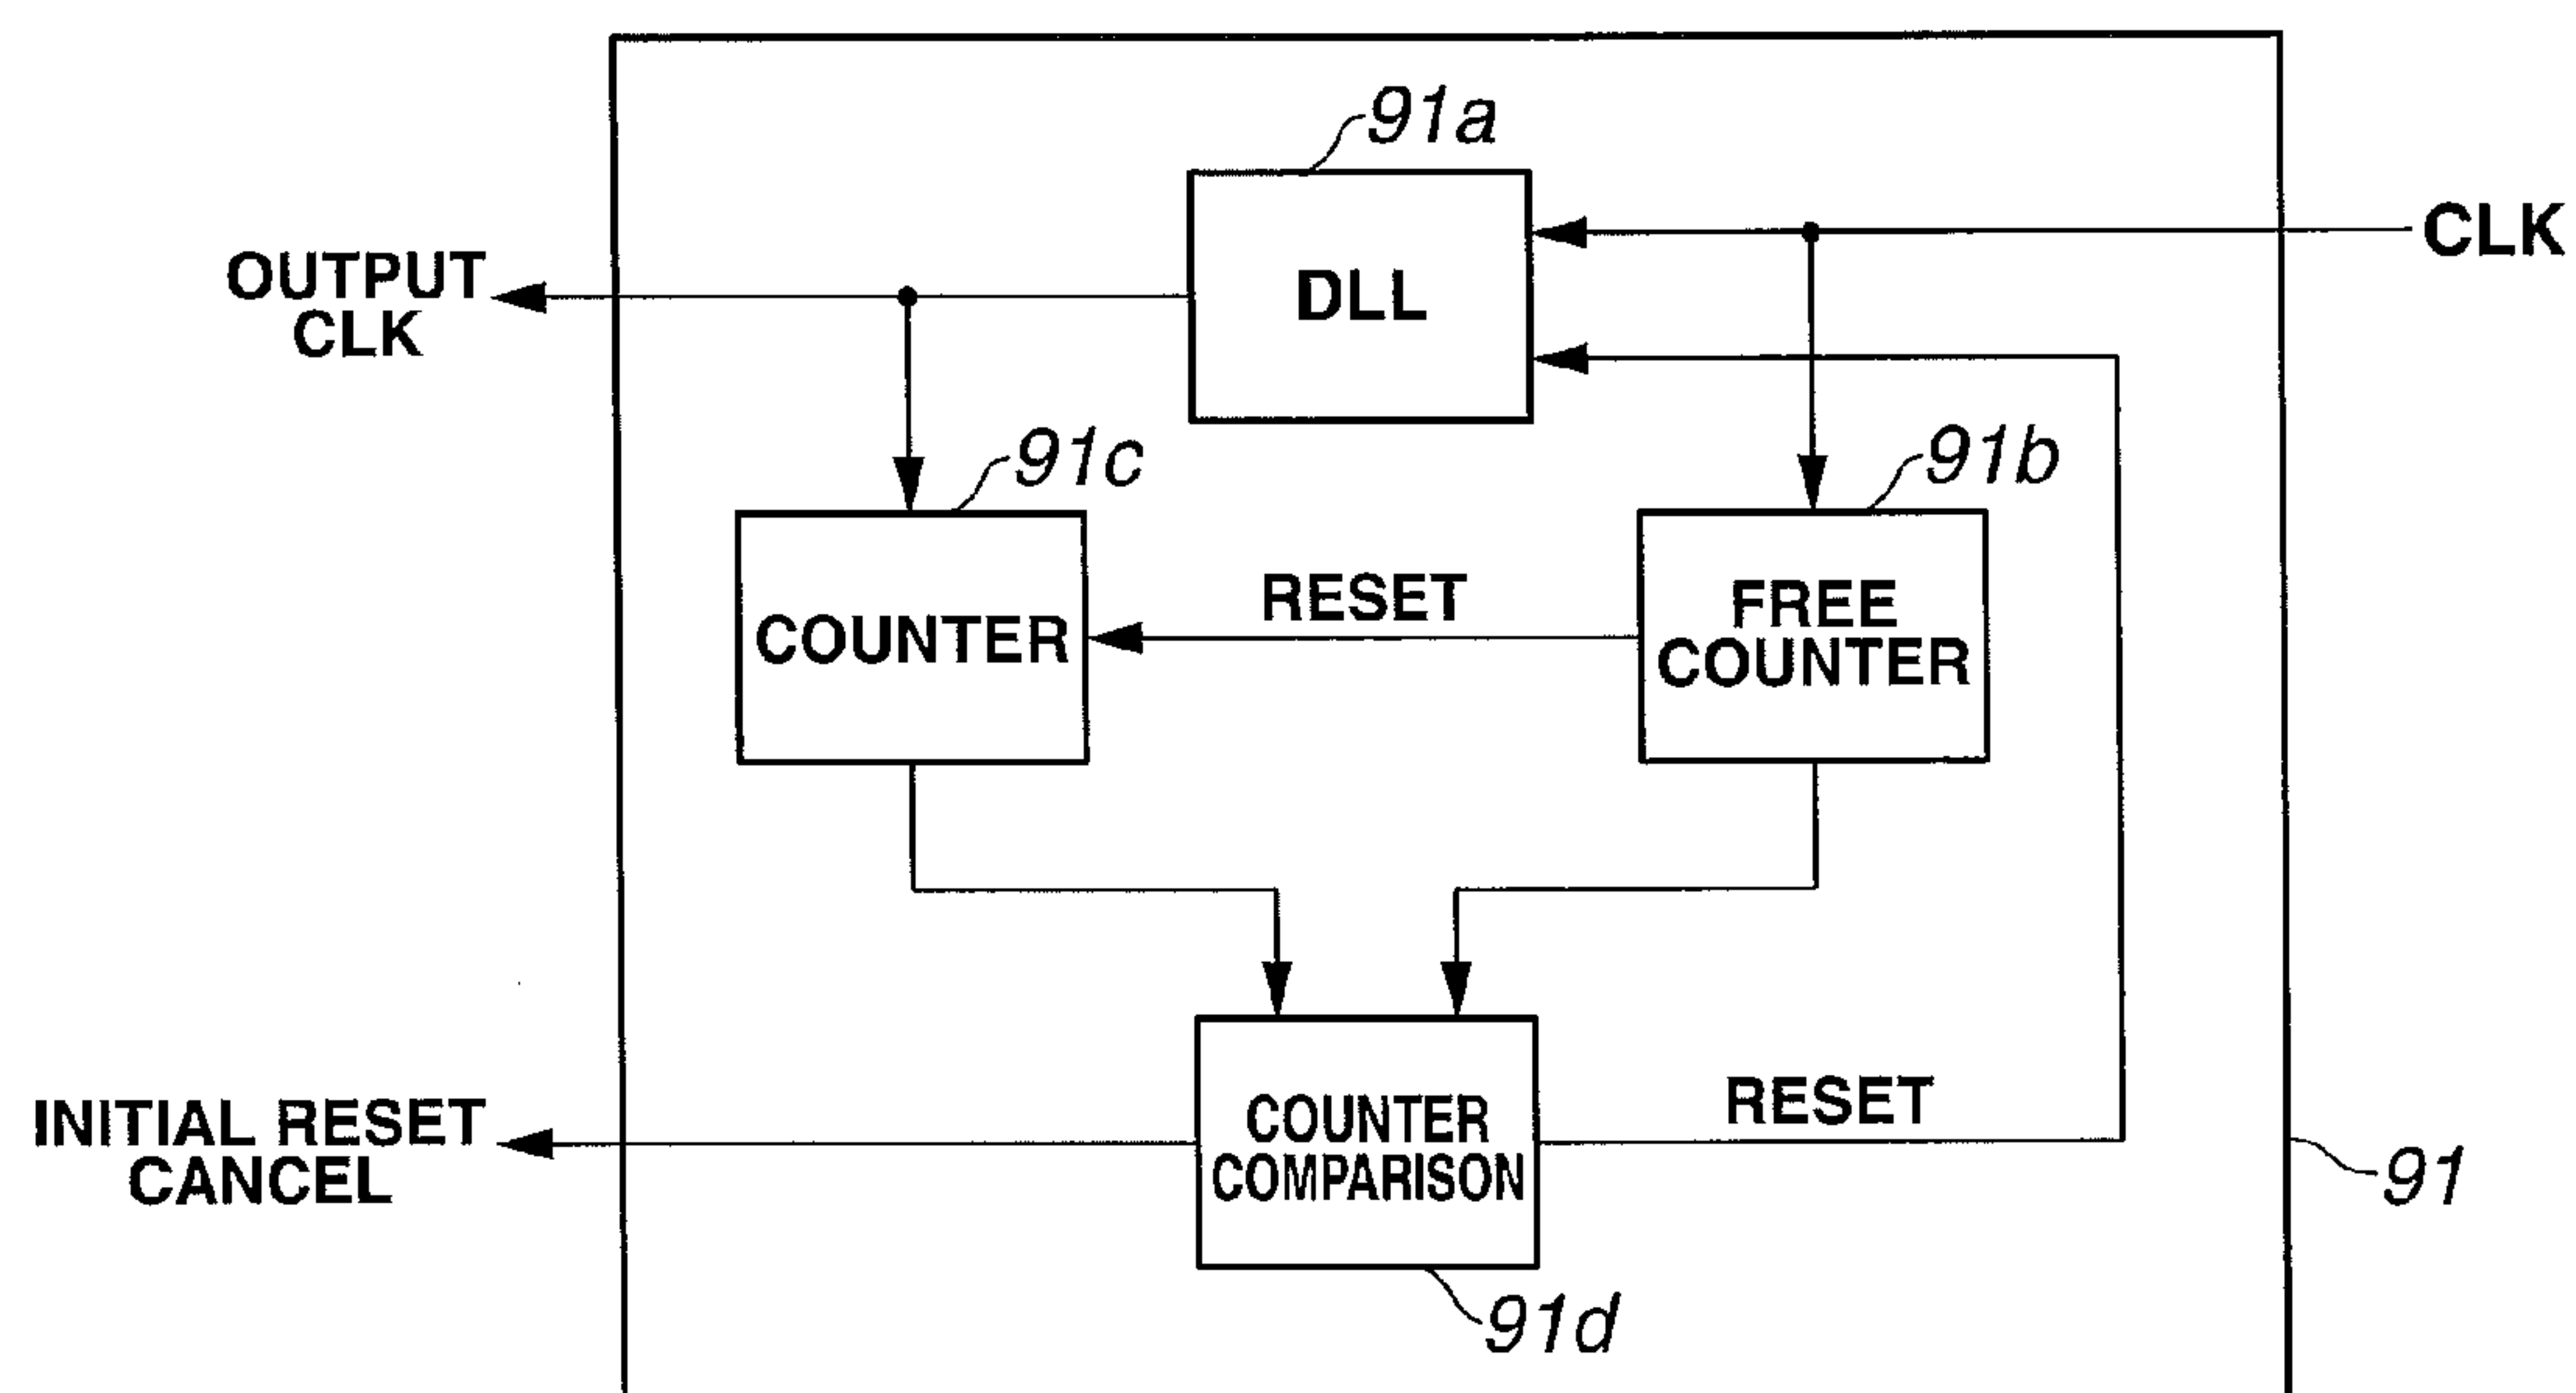 91a
CLK
OUTPUT
CLK
DLL
91c
91b
COUNTER
RESET
FREE
COUNTER
INITIAL RESET
CANCEL
COUNTER
COMPARISON
RESET
91
91d